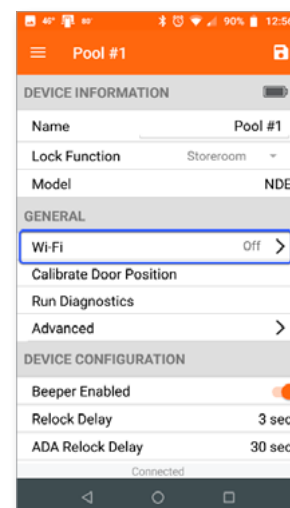 46° 80° 90% 12:56
Pool #1
DEVICE INFORMATION
Name Pool #1
Lock Function Storeroom
Model NDE
GENERAL
Wi-Fi Off
Calibrate Door Position
Run Diagnostics
Advanced
DEVICE CONFIGURATION
Beeper Enabled
Relock Delay 3 sec
ADA Relock Delay 30 sec
Connected